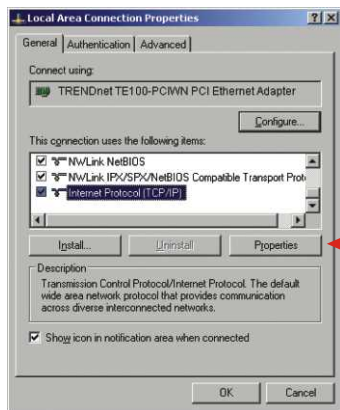 Local Area Connection Properties
General Authentication Advanced
Connect using:
TRENDnet TE100-PCIWN PCI Ethernet Adapter
Configure...
This connection uses the following items:
NWLink NetBIOS
NWLink IPX/SPX/NetBIOS Compatible Transport Proto
Internet Protocol (TCP/IP)
Install... Uninstall Properties
Description
Transmission Control Protocol/Internet Protocol. The default
wide area network protocol that provides communication
across diverse interconnected networks.
Show icon in notification area when connected
OK Cancel